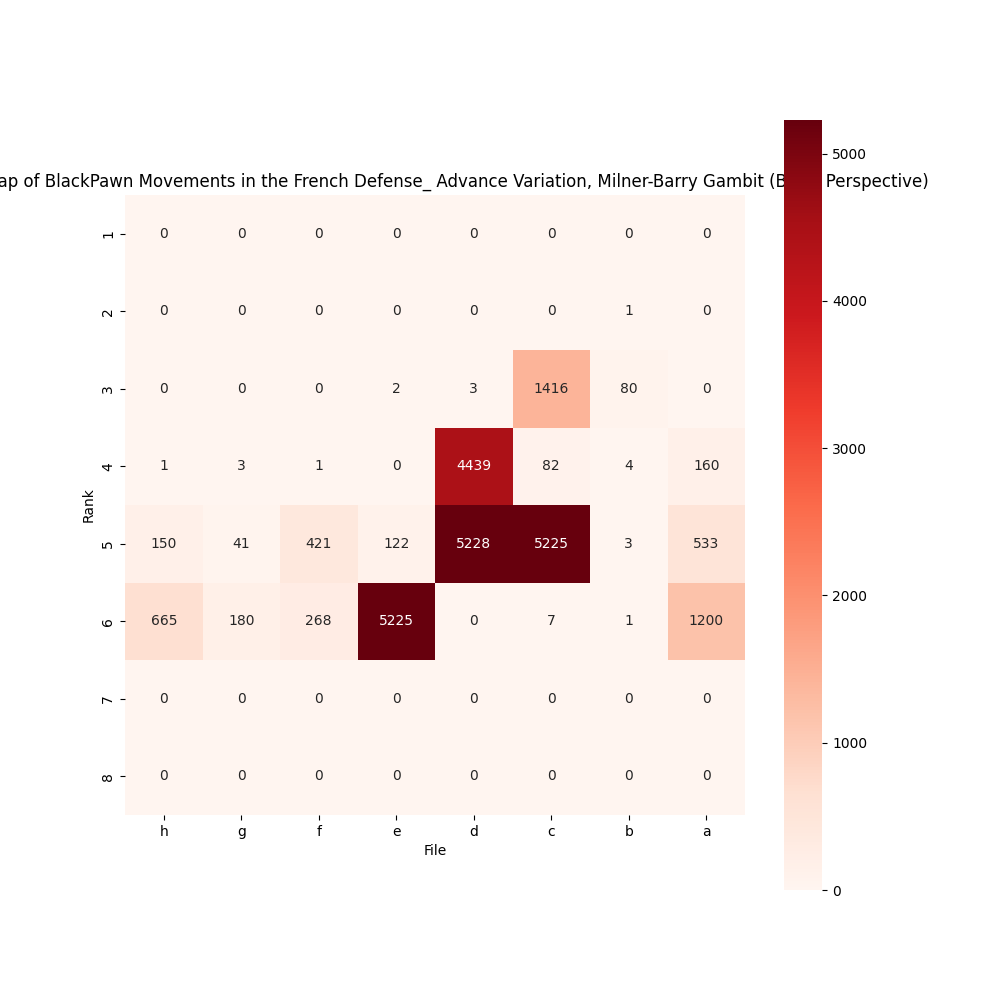 ap of BlackPawn Movements in the French Defense_ Advance Variation, Milner-Barry Gambit (B Perspective)
5000
4000
3000
2000
1000
0
1 0 0 0 0 0 0 0 0
2 0 0 0 0 0 0 1 0
3 0 0 0 2 3 1416 80 0
4 1 3 1 0 4439 82 4 160
Rank
5 150 41 421 122 5228 5225 3 533
6 665 180 268 5225 0 7 1 1200
7 0 0 0 0 0 0 0 0
8 0 0 0 0 0 0 0 0
h g f e d c b a
File